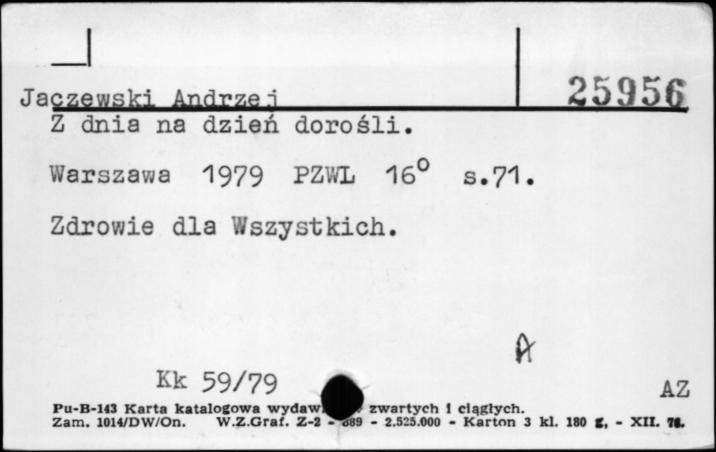 25956
Jaczewski Andrzej
Z dnia na dzień dorośli.
Warszawa 1979 PZWL 16° s.71.
Zdrowie dla Wszystkich.
A
Kk 59/79
AZ
Pu-B-143 Karta katalogowa zwartych i ciągłych.
Zam. 1014/DW/On. W.Z.Graf. Z-2 - 889 - 2.525.000 - Karton 3 kl. 180 g. - XII. 76.